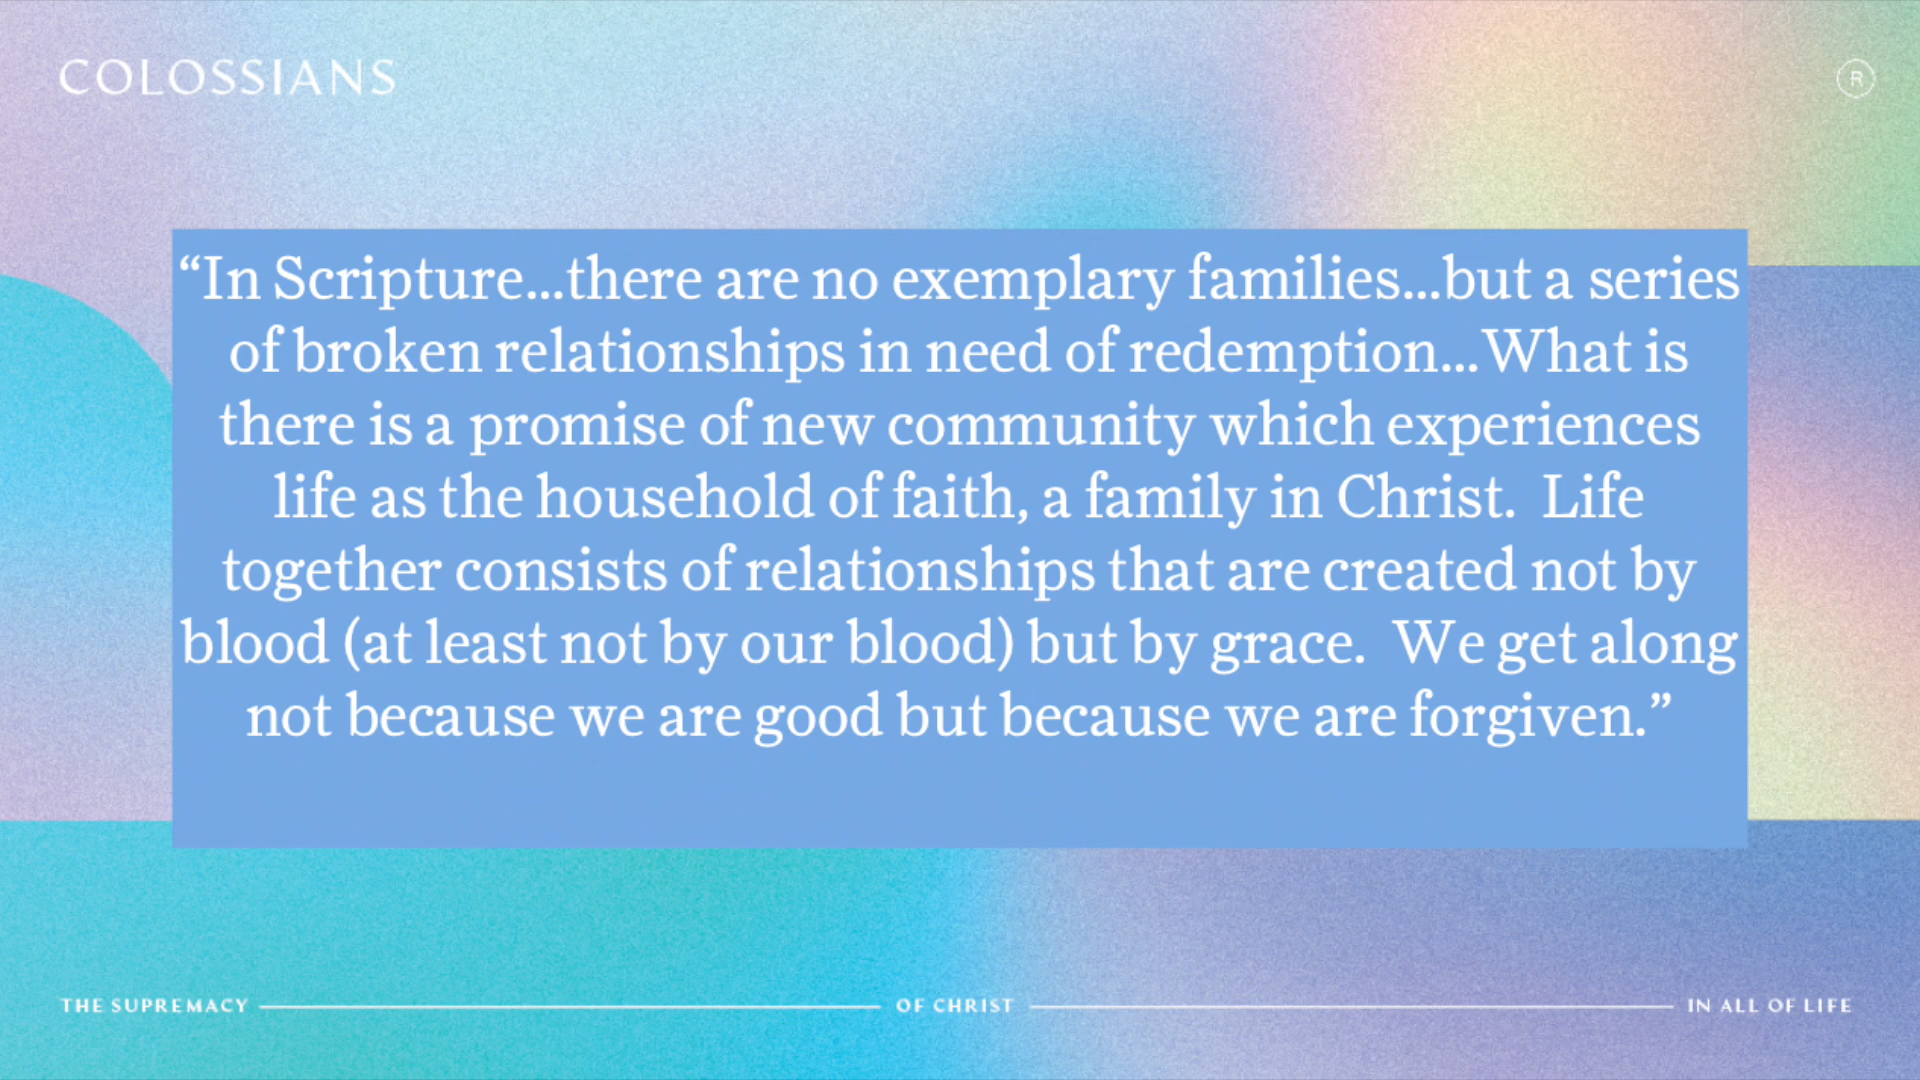 COLOSSIANS
R
“In Scripture...there are no exemplary families...but a series
of broken relationships in need of redemption...What is
there is a promise of new community which experiences
life as the household of faith, a family in Christ.  Life
together consists of relationships that are created not by
blood (at least not by our blood) but by grace.  We get along
not because we are good but because we are forgiven.”
THE SUPREMACY OF CHRIST IN ALL OF LIFE